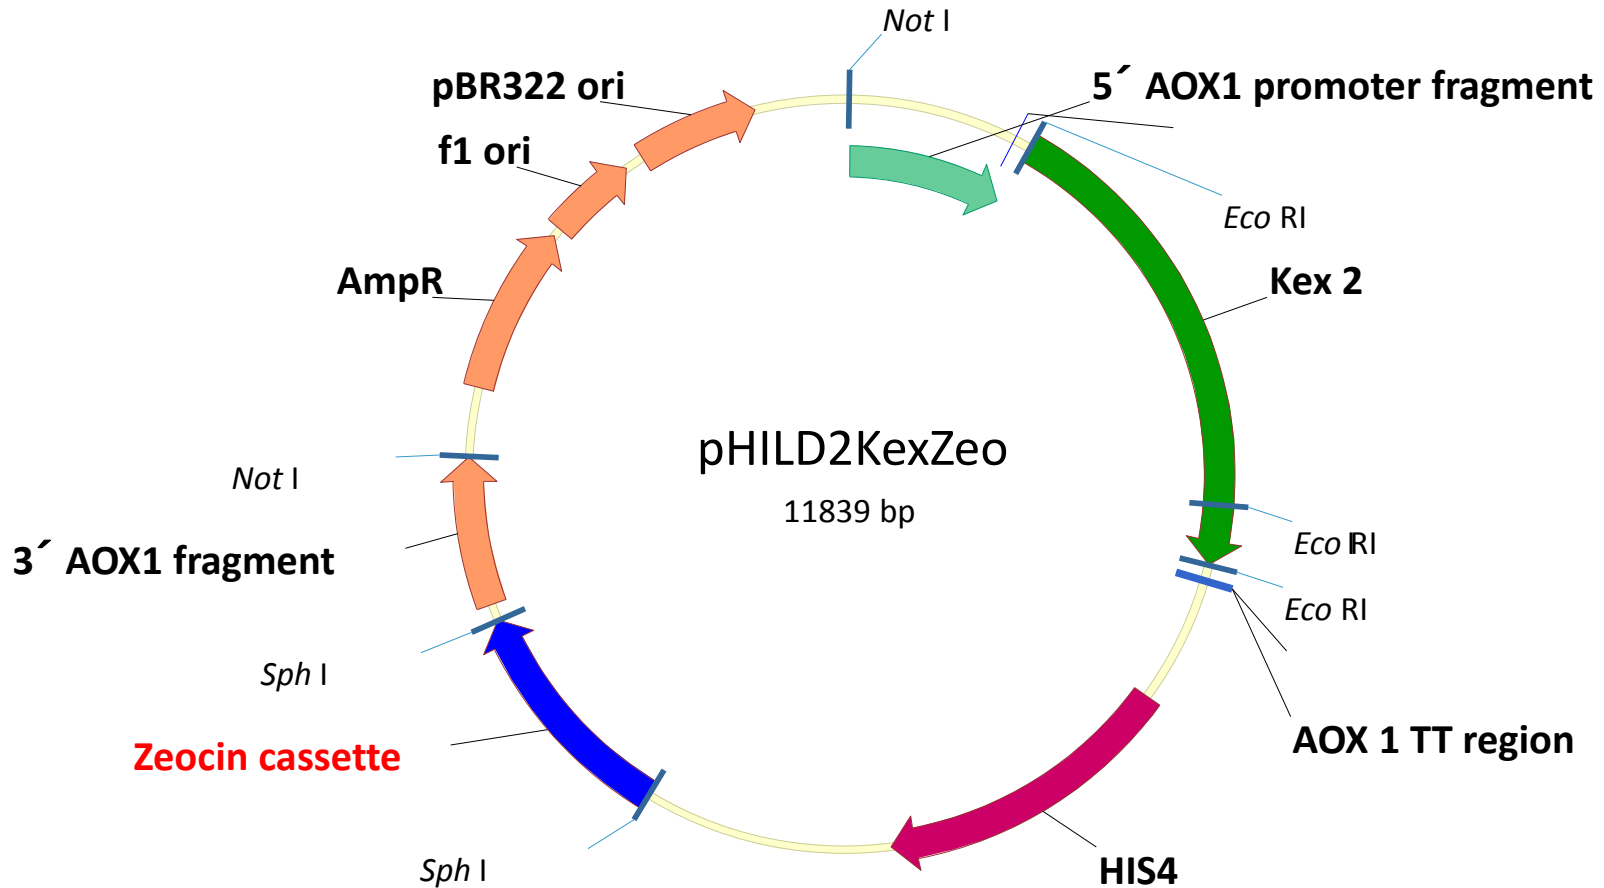 Not I
pBR322 ori
5´ AOX1 promoter fragment
f1 ori
Eco RI
AmpR
Kex 2
pHILD2KexZeo
11839 bp
Not I
Eco RI
3´ AOX1 fragment
Eco RI
Sph I
Zeocin cassette
AOX 1 TT region
Sph I
HIS4